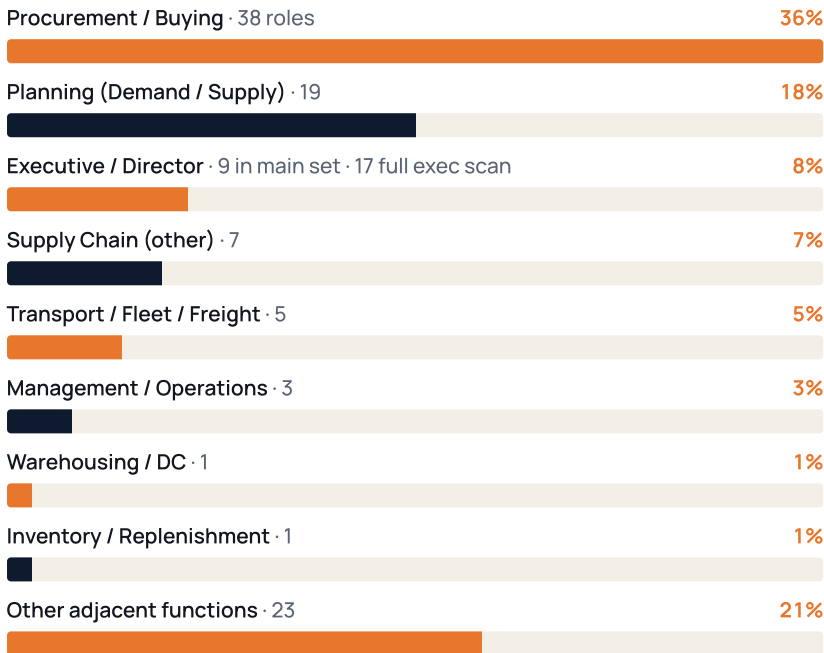 Procurement / Buying · 38 roles 36%
Planning (Demand / Supply) · 19 18%
Executive / Director · 9 in main set · 17 full exec scan 8%
Supply Chain (other) · 7 7%
Transport / Fleet / Freight · 5 5%
Management / Operations · 3 3%
Warehousing / DC · 1 1%
Inventory / Replenishment · 1 1%
Other adjacent functions · 23 21%